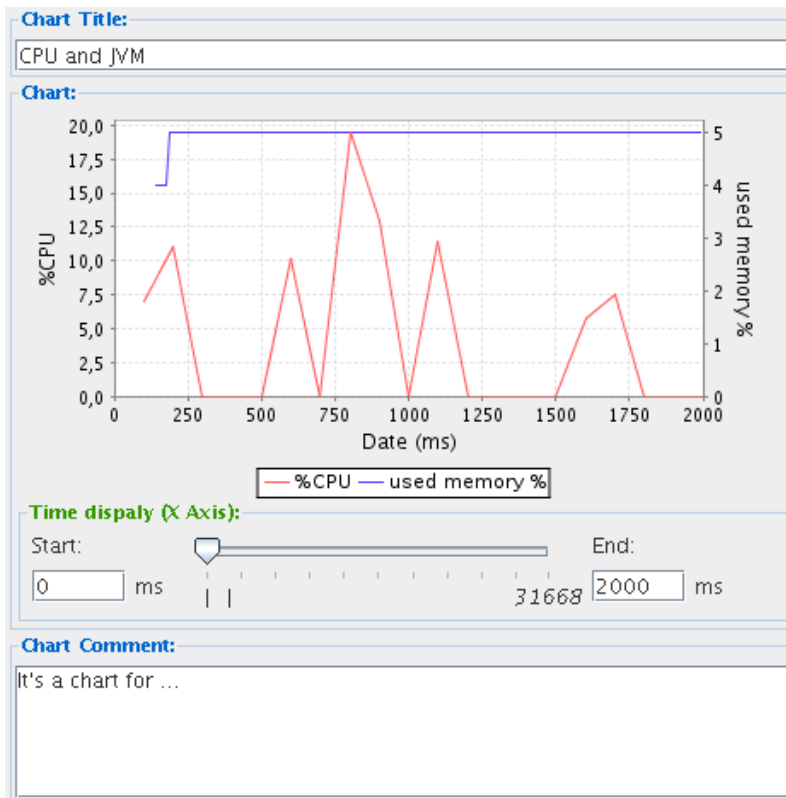 Chart Title:
CPU and JVM
Chart:
20,0
17,5
15,0
12,5
10,0
7,5
5,0
2,5
0,0
%CPU
5
4
3
2
1
0
used memory %
0 250 500 750 1000 1250 1500 1750 2000
Date (ms)
%CPU used memory %
Time dispaly (X Axis):
Start: End:
0 ms 31668 2000 ms
Chart Comment:
It's a chart for ...